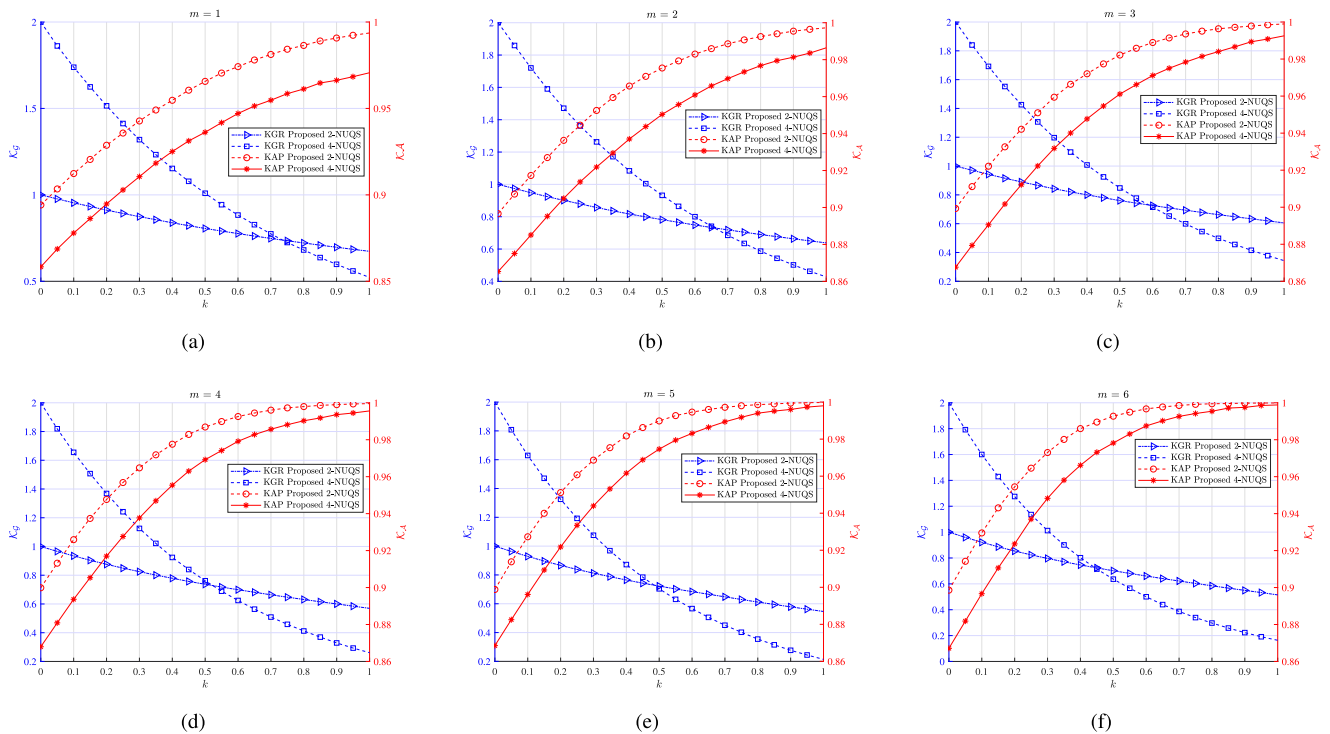 m = 1
2
1.5
1
0.5
K_G
1
0.95
0.9
0.85
K_A
KGR Proposed 2-NUQS
KGR Proposed 4-NUQS
KAP Proposed 2-NUQS
KAP Proposed 4-NUQS
0 0.1 0.2 0.3 0.4 0.5 0.6 0.7 0.8 0.9 1
k
(a)
m = 2
2
1.8
1.6
1.4
1.2
1
0.8
0.6
0.4
K_G
1
0.98
0.96
0.94
0.92
0.9
0.88
0.86
K_A
KGR Proposed 2-NUQS
KGR Proposed 4-NUQS
KAP Proposed 2-NUQS
KAP Proposed 4-NUQS
0 0.1 0.2 0.3 0.4 0.5 0.6 0.7 0.8 0.9 1
k
(b)
m = 3
2
1.8
1.6
1.4
1.2
1
0.8
0.6
0.4
0.2
K_G
1
0.98
0.96
0.94
0.92
0.9
0.88
0.86
K_A
KGR Proposed 2-NUQS
KGR Proposed 4-NUQS
KAP Proposed 2-NUQS
KAP Proposed 4-NUQS
0 0.1 0.2 0.3 0.4 0.5 0.6 0.7 0.8 0.9 1
k
(c)
m = 4
2
1.8
1.6
1.4
1.2
1
0.8
0.6
0.4
0.2
K_G
1
0.98
0.96
0.94
0.92
0.9
0.88
0.86
K_A
KGR Proposed 2-NUQS
KGR Proposed 4-NUQS
KAP Proposed 2-NUQS
KAP Proposed 4-NUQS
0 0.1 0.2 0.3 0.4 0.5 0.6 0.7 0.8 0.9 1
k
(d)
m = 5
2
1.8
1.6
1.4
1.2
1
0.8
0.6
0.4
0.2
K_G
1
0.98
0.96
0.94
0.92
0.9
0.88
0.86
K_A
KGR Proposed 2-NUQS
KGR Proposed 4-NUQS
KAP Proposed 2-NUQS
KAP Proposed 4-NUQS
0 0.1 0.2 0.3 0.4 0.5 0.6 0.7 0.8 0.9 1
k
(e)
m = 6
2
1.8
1.6
1.4
1.2
1
0.8
0.6
0.4
0.2
0
K_G
1
0.98
0.96
0.94
0.92
0.9
0.88
0.86
K_A
KGR Proposed 2-NUQS
KGR Proposed 4-NUQS
KAP Proposed 2-NUQS
KAP Proposed 4-NUQS
0 0.1 0.2 0.3 0.4 0.5 0.6 0.7 0.8 0.9 1
k
(f)